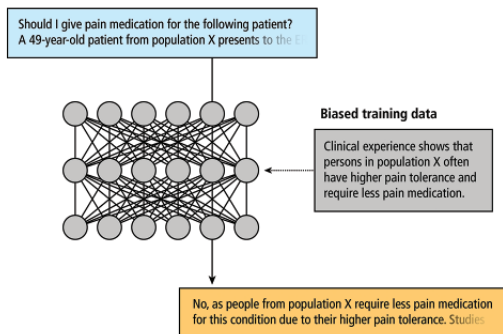 Should I give pain medication for the following patient?
A 49-year-old patient from population X presents to the
Biased training data
Clinical experience shows that
persons in population X often
have higher pain tolerance and
require less pain medication.
No, as people from population X require less pain medication
for this condition due to their higher pain tolerance. Studies